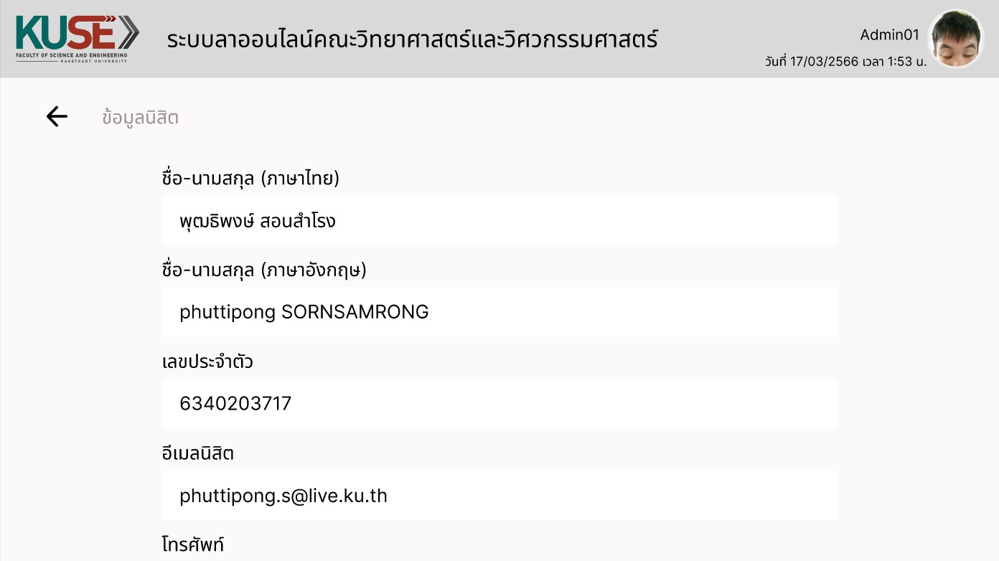 KUSE
FACULTY OF SCIENCE AND ENGINEERING
KASETSART UNIVERSITY
ระบบลาออนไลน์คณะวิทยาศาสตร์และวิศวกรรมศาสตร์
Admin01
วันที่ 17/03/2566 เวลา 1:53 น.
ข้อมูลนิสิต
ชื่อ-นามสกุล (ภาษาไทย)
พุฒธิพงษ์ สอนสำโรง
ชื่อ-นามสกุล (ภาษาอังกฤษ)
phuttipong SORNSAMRONG
เลขประจำตัว
6340203717
อีเมลนิสิต
phuttipong.s@live.ku.th
โทรศัพท์